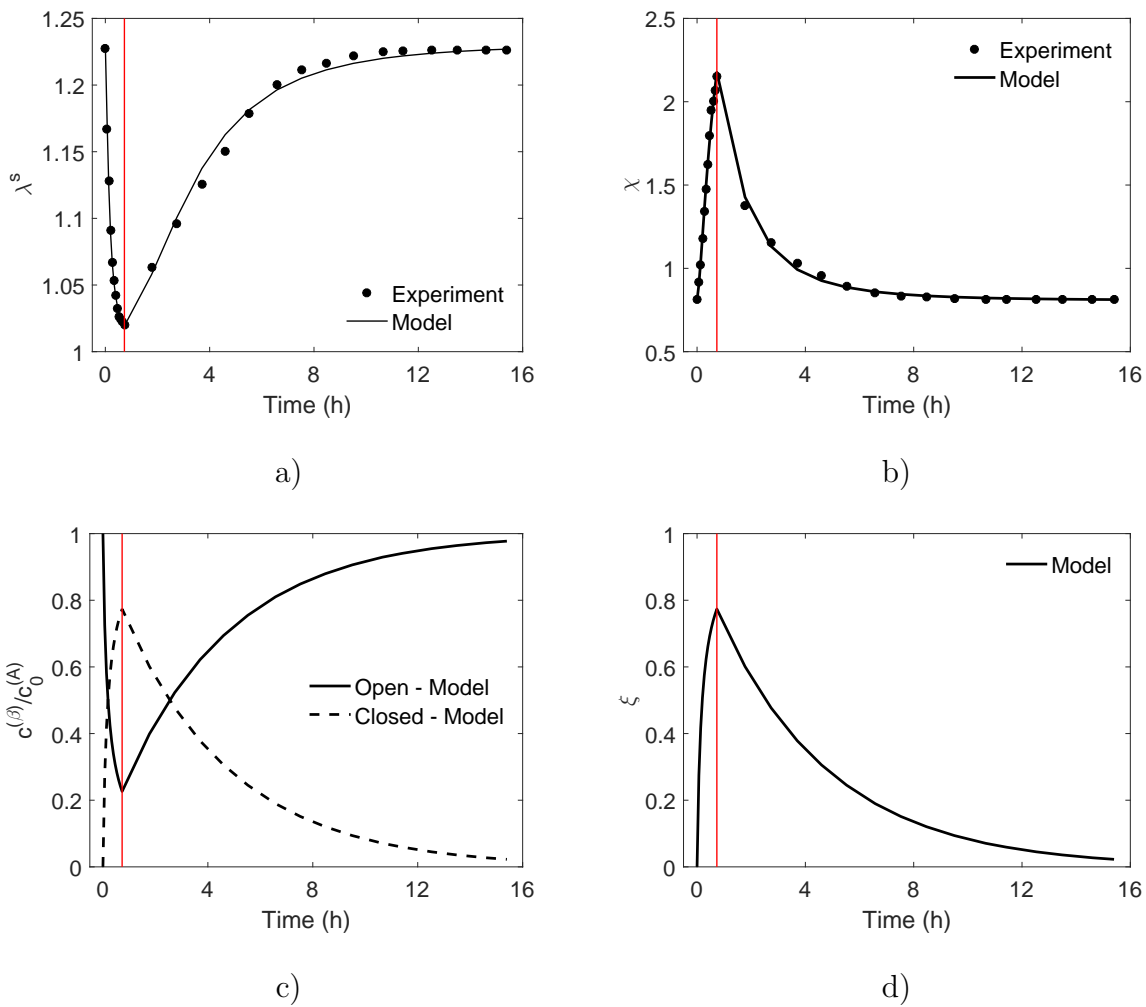 1.25
1.2
1.15
1.1
1.05
1
λs
0 4 8 12 16
Time (h)
Experiment
Model
a)
2.5
2
1.5
1
0.5
χ
0 4 8 12 16
Time (h)
Experiment
Model
b)
1
0.8
0.6
0.4
0.2
0
c(β)/c0(A)
0 4 8 12 16
Time (h)
Open - Model
Closed - Model
c)
1
0.8
0.6
0.4
0.2
0
ξ
0 4 8 12 16
Time (h)
Model
d)